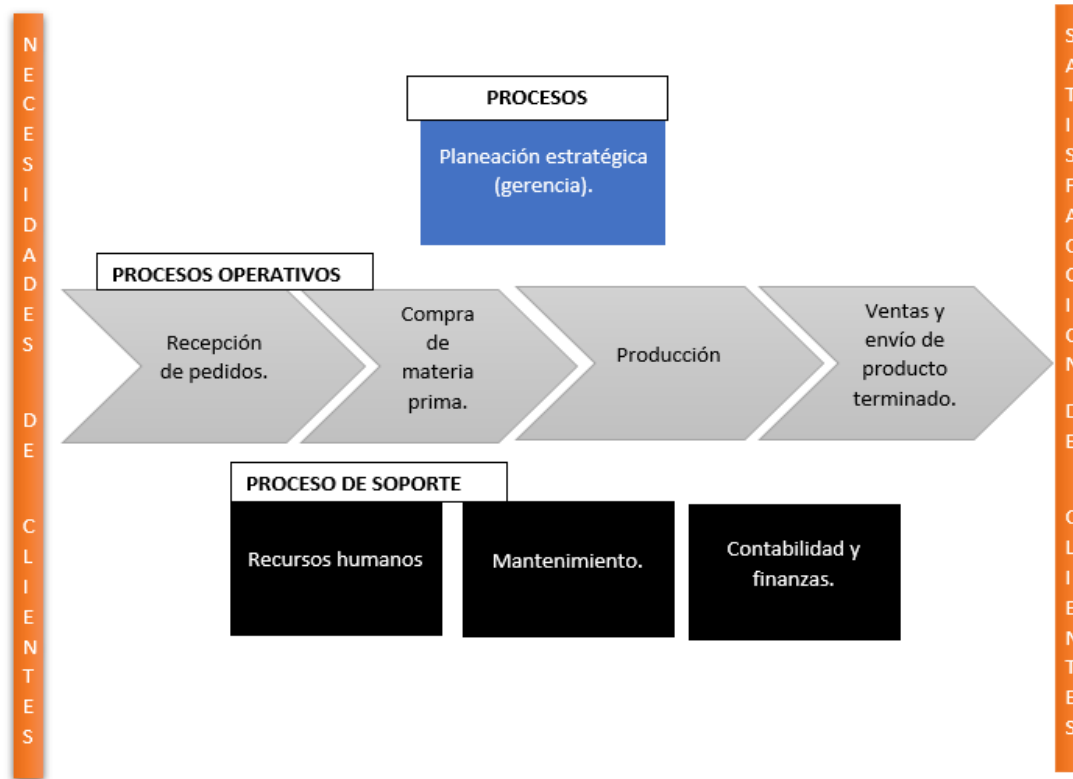 NECESIDADES DE CLIENTES
PROCESOS
Planeación estratégica
(gerencia).
PROCESOS OPERATIVOS
Recepción
de pedidos.
Compra
de
materia
prima.
Producción
Ventas y
envío de
producto
terminado.
PROCESO DE SOPORTE
Recursos humanos
Mantenimiento.
Contabilidad y
finanzas.
SATISFACCION DE CLIENTES